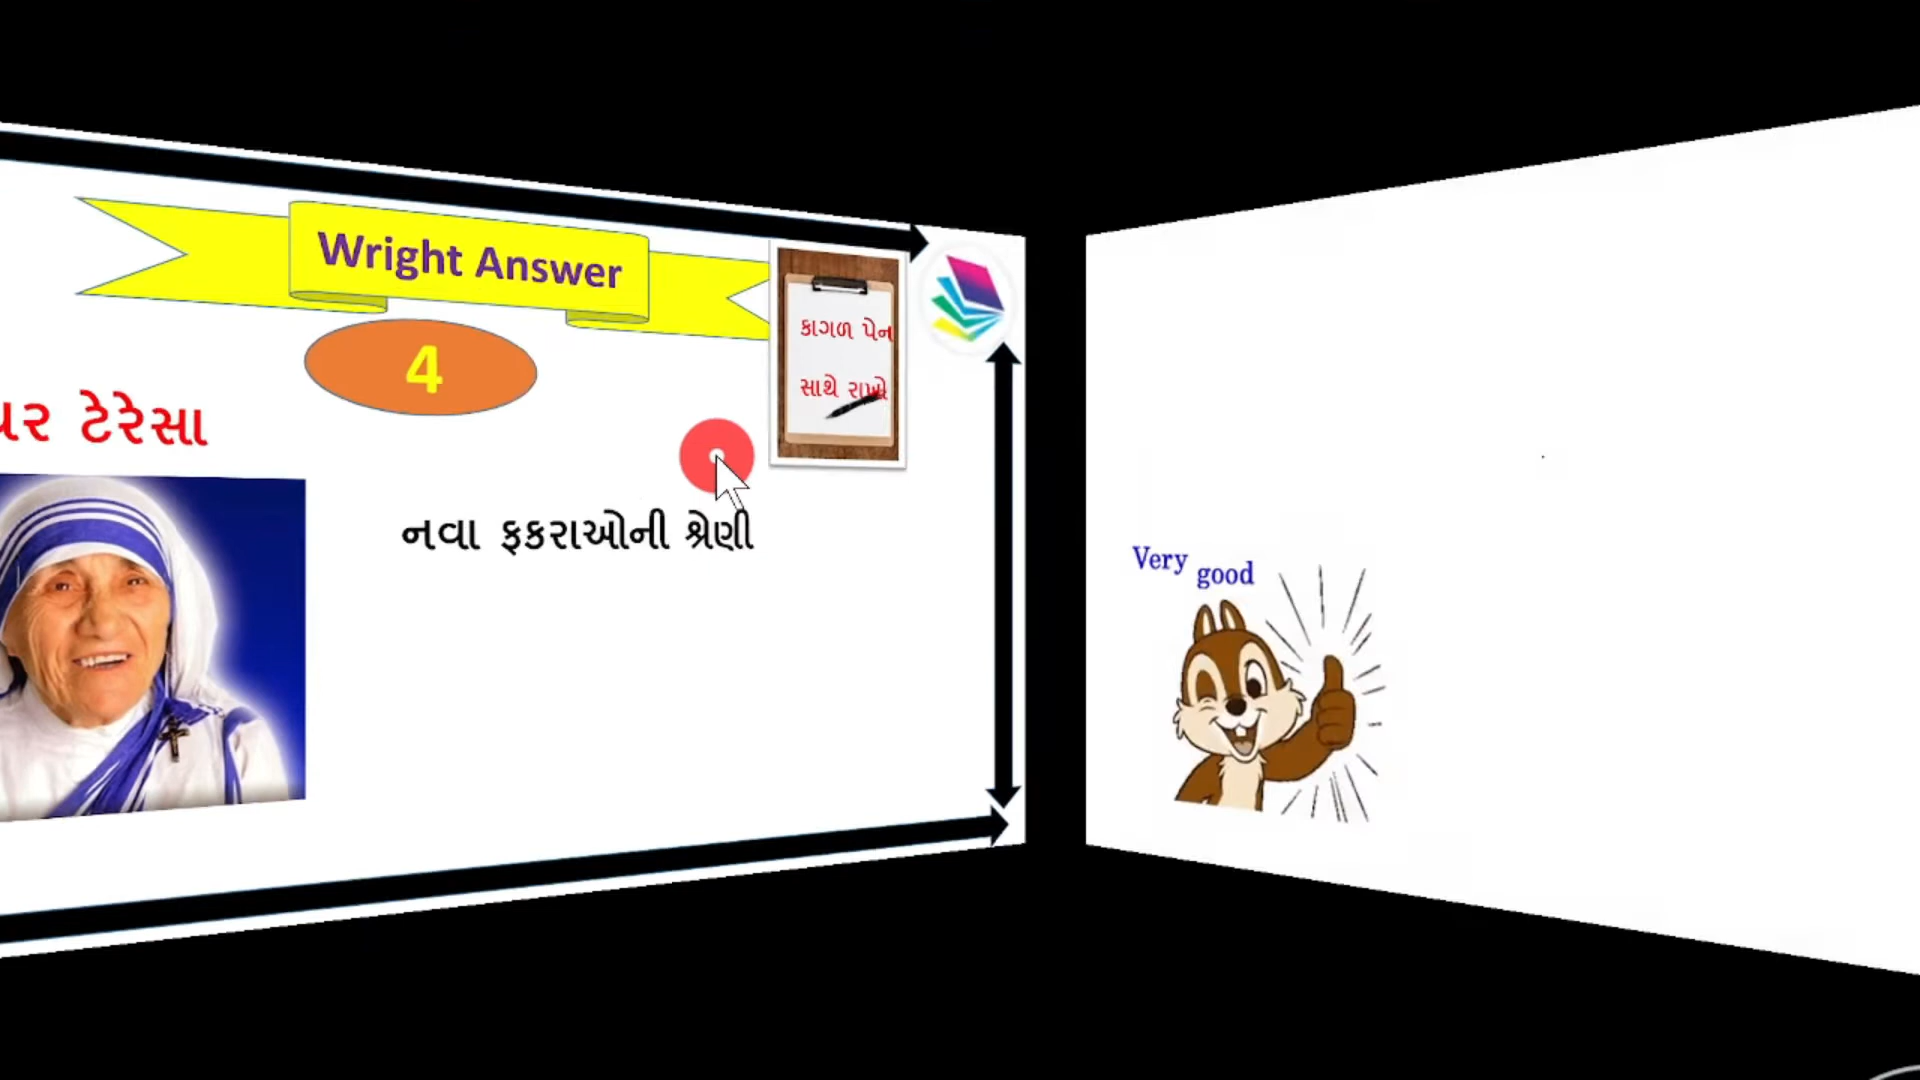 Wright Answer
4
કાગળ પેન
સાથે રાખો
ટેરેસા
નવા ફકરાઓની શ્રેણી
Very good